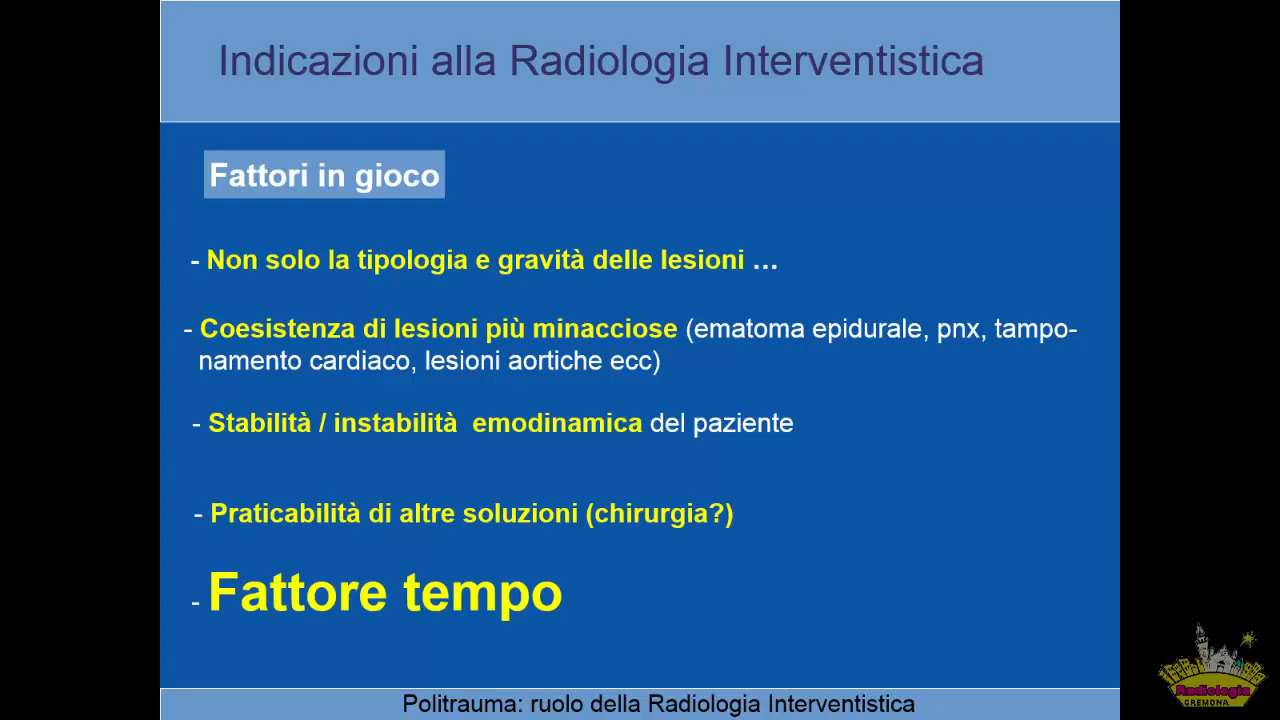 Indicazioni alla Radiologia Interventistica
Fattori in gioco
- Non solo la tipologia e gravità delle lesioni …
- Coesistenza di lesioni più minacciose (ematoma epidurale, pnx, tampo-
namento cardiaco, lesioni aortiche ecc)
- Stabilità / instabilità emodinamica del paziente
- Praticabilità di altre soluzioni (chirurgia?)
- Fattore tempo
Politrauma: ruolo della Radiologia Interventistica
Radiologia
CREMONA